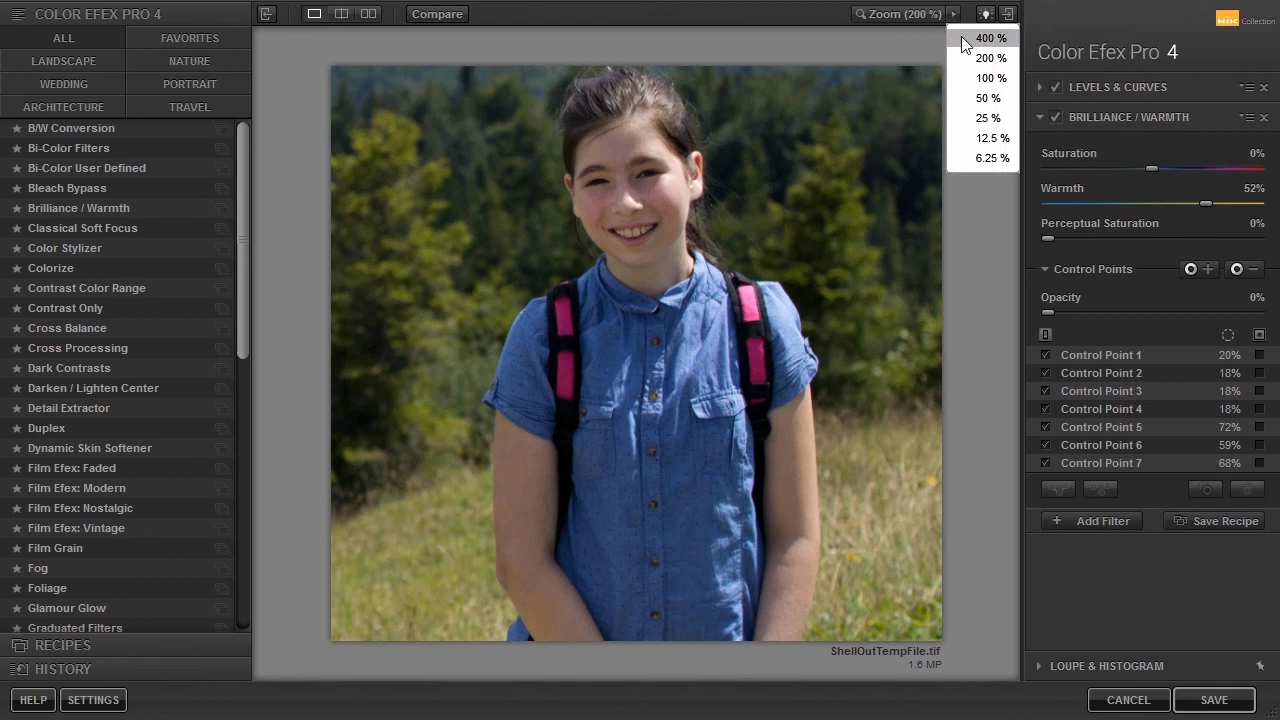 COLOR EFEX PRO 4
ALL
FAVORITES
LANDSCAPE
NATURE
WEDDING
PORTRAIT
ARCHITECTURE
TRAVEL
B/W Conversion
Bi-Color Filters
Bi-Color User Defined
Bleach Bypass
Brilliance / Warmth
Classical Soft Focus
Color Stylizer
Colorize
Contrast Color Range
Contrast Only
Cross Balance
Cross Processing
Dark Contrasts
Darken / Lighten Center
Detail Extractor
Duplex
Dynamic Skin Softener
Film Efex: Faded
Film Efex: Modern
Film Efex: Nostalgic
Film Efex: Vintage
Film Grain
Fog
Foliage
Glamour Glow
Graduated Filters
RECIPES
HISTORY
HELP
SETTINGS
Compare
Zoom (200 %)
400 %
200 %
100 %
50 %
25 %
12.5 %
6.25 %
ShellOutTempFile.tif
1.6 MP
Nik Collection
Color Efex Pro 4
LEVELS & CURVES
BRILLIANCE / WARMTH
Saturation 0%
Warmth 52%
Perceptual Saturation 0%
Control Points
Opacity 0%
Control Point 1 20%
Control Point 2 18%
Control Point 3 18%
Control Point 4 18%
Control Point 5 72%
Control Point 6 59%
Control Point 7 68%
Add Filter
Save Recipe
LOUPE & HISTOGRAM
CANCEL
SAVE